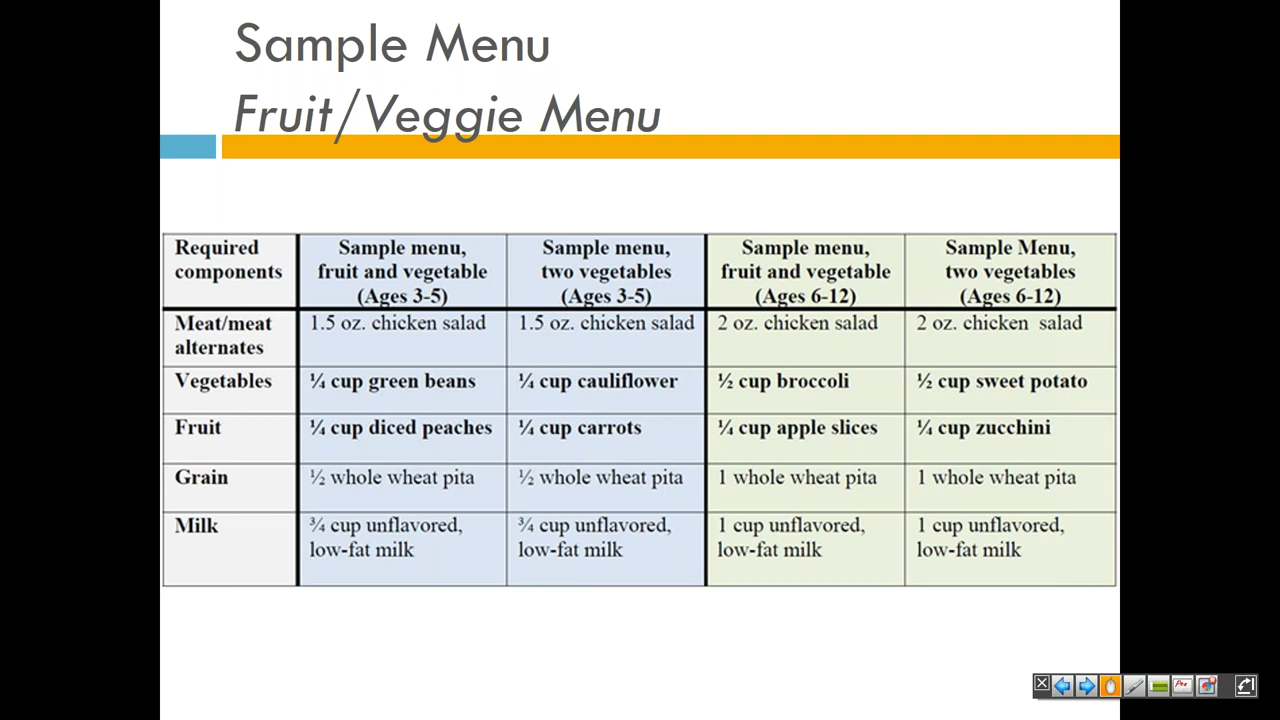 Sample Menu
Fruit/Veggie Menu
Required components
Sample menu, fruit and vegetable (Ages 3-5)
Sample menu, two vegetables (Ages 3-5)
Sample menu, fruit and vegetable (Ages 6-12)
Sample Menu, two vegetables (Ages 6-12)
Meat/meat alternates
1.5 oz. chicken salad
1.5 oz. chicken salad
2 oz. chicken salad
2 oz. chicken  salad
Vegetables
¼ cup green beans
¼ cup cauliflower
½ cup broccoli
½ cup sweet potato
Fruit
¼ cup diced peaches
¼ cup carrots
¼ cup apple slices
¼ cup zucchini
Grain
½ whole wheat pita
½ whole wheat pita
1 whole wheat pita
1 whole wheat pita
Milk
¾ cup unflavored, low-fat milk
¾ cup unflavored, low-fat milk
1 cup unflavored, low-fat milk
1 cup unflavored, low-fat milk